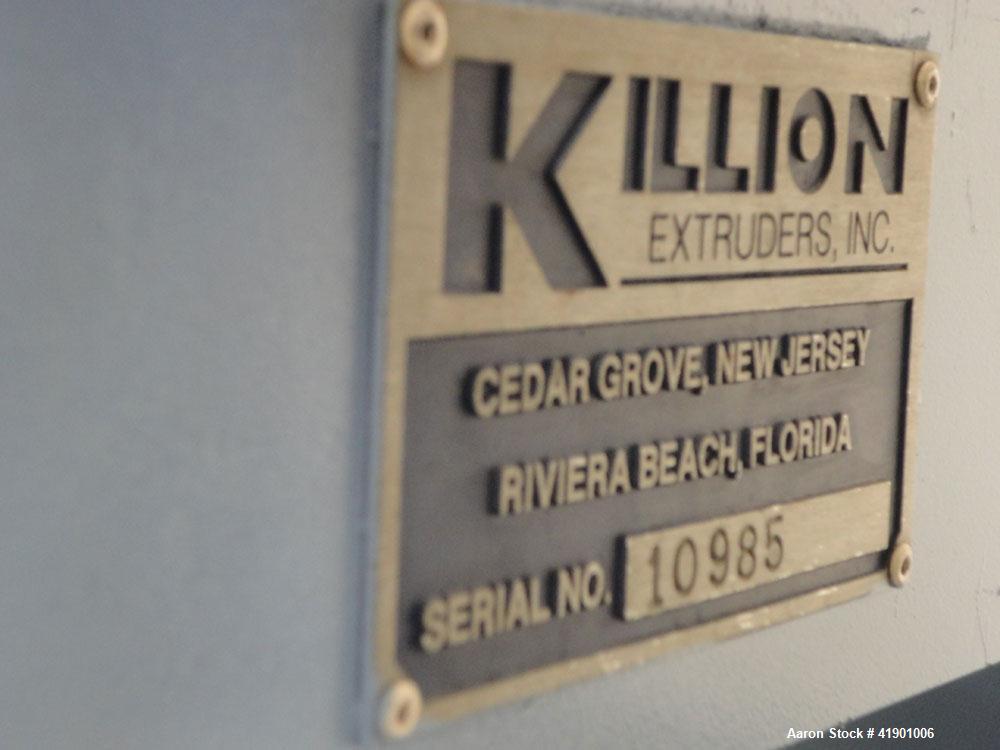 KILLION
EXTRUDERS, INC.
CEDAR GROVE, NEW JERSEY
RIVIERA BEACH, FLORIDA
SERIAL NO. 10985
Aaron Stock # 41901006